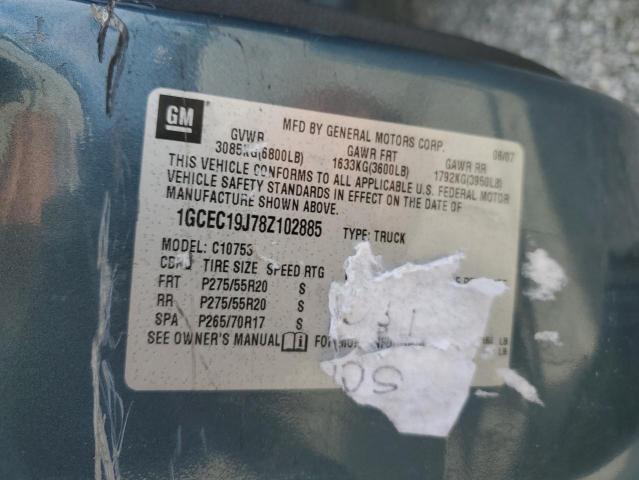 GM
MFD BY GENERAL MOTORS CORP. 08/07
GVWR GAWR FRT GAWR RR
3085KG(6800LB) 1633KG(3600LB) 1792KG(3950LB)
THIS VEHICLE CONFORMS TO ALL APPLICABLE U.S. FEDERAL MOTOR
VEHICLE SAFETY STANDARDS IN EFFECT ON THE DATE OF
MANUFACTURE SHOWN ABOVE.
1GCEC19J78Z102885 TYPE: TRUCK
MODEL: C10753
TIRE SIZE SPEED RTG
FRT P275/55R20 S
RR P275/55R20 S
SPA P265/70R17 S
SEE OWNER'S MANUAL FOR